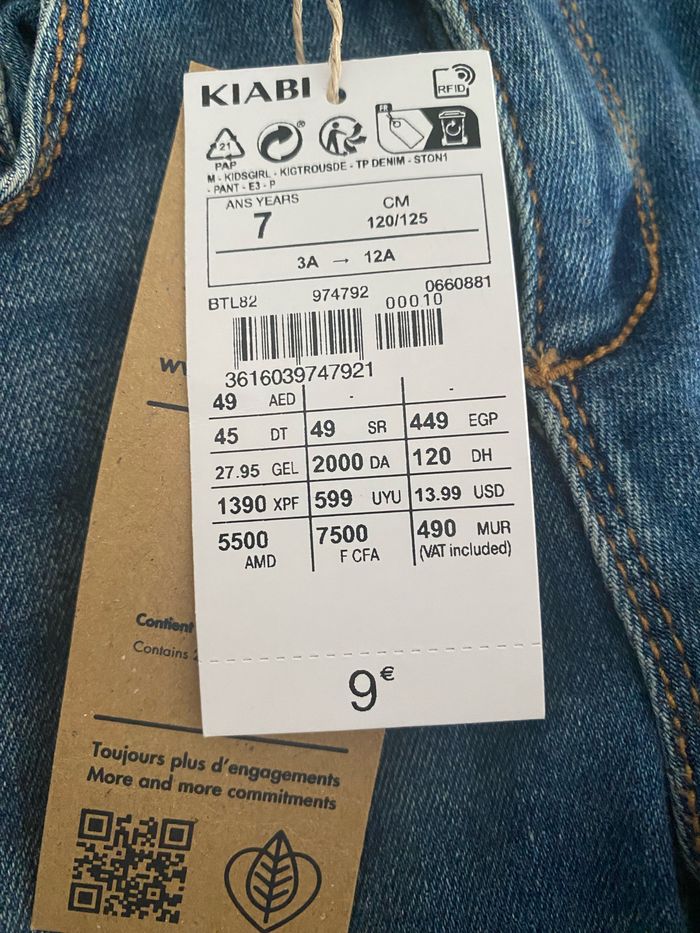 KIABI
RFID
FR
21
PAP
M - KIDSGIRL - KIGTROUSDE - TP DENIM - STON1
- PANT - E3 - P
ANS YEARS CM
7 120/125
3A → 12A
BTL82 974792 0660881
00010
3616039747921
49 AED - -
45 DT 49 SR 449 EGP
27.95 GEL 2000 DA 120 DH
1390 XPF 599 UYU 13.99 USD
5500 7500 490 MUR
AMD F CFA (VAT included)
9€
Contient
Contains
Toujours plus d'engagements
More and more commitments